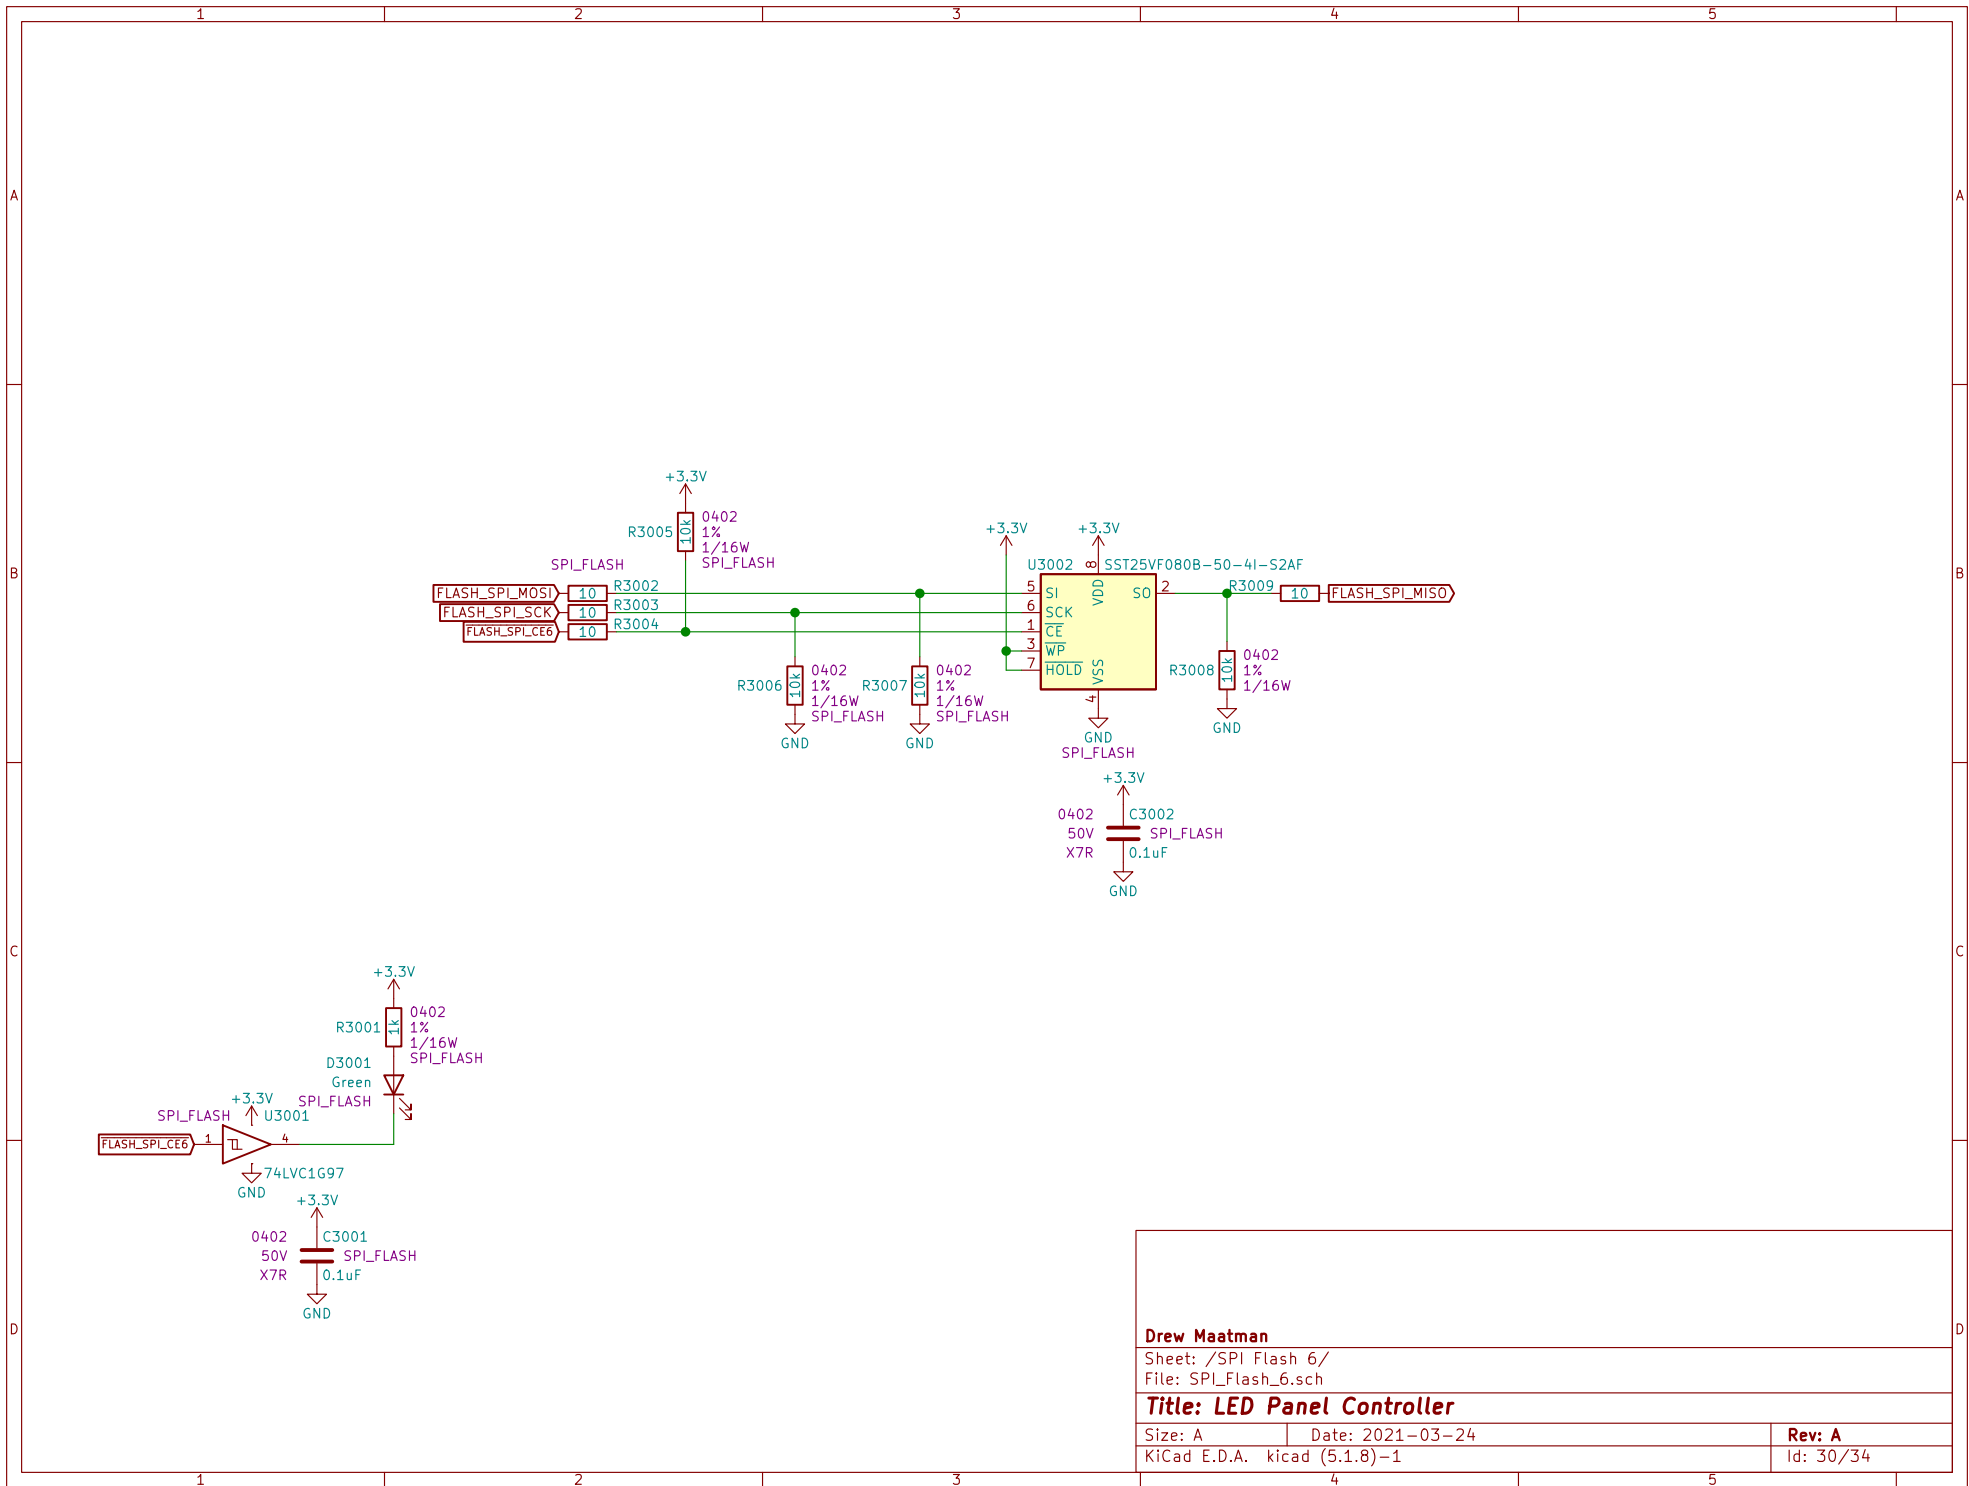 1 2 3 4 5
A A
+3.3V
R3005 10k 0402
1%
1/16W
SPI_FLASH
+3.3V +3.3V
SPI_FLASH
U3002 8 SST25VF080B-50-4I-S2AF
B B
FLASH_SPI_MOSI 10 R3002 5 SI VDD SO 2 R3009 10 FLASH_SPI_MISO
FLASH_SPI_SCK 10 R3003 6 SCK
FLASH_SPI_CE6 10 R3004 1 CE
3 WP
7 HOLD VSS
4
R3006 10k 0402
1%
1/16W
SPI_FLASH
GND
R3007 10k 0402
1%
1/16W
SPI_FLASH
GND
R3008 10k 0402
1%
1/16W
GND
GND
SPI_FLASH
+3.3V
0402 C3002
50V SPI_FLASH
X7R 0.1uF
GND
C C
+3.3V
R3001 1k 0402
1%
1/16W
SPI_FLASH
D3001
Green
SPI_FLASH
+3.3V
SPI_FLASH U3001
FLASH_SPI_CE6 1 4
74LVC1G97
GND
+3.3V
0402 C3001
50V SPI_FLASH
X7R 0.1uF
GND
D D
Drew Maatman
Sheet: /SPI Flash 6/
File: SPI_Flash_6.sch
Title: LED Panel Controller
Size: A Date: 2021-03-24 Rev: A
KiCad E.D.A. kicad (5.1.8)-1 Id: 30/34
1 2 3 4 5